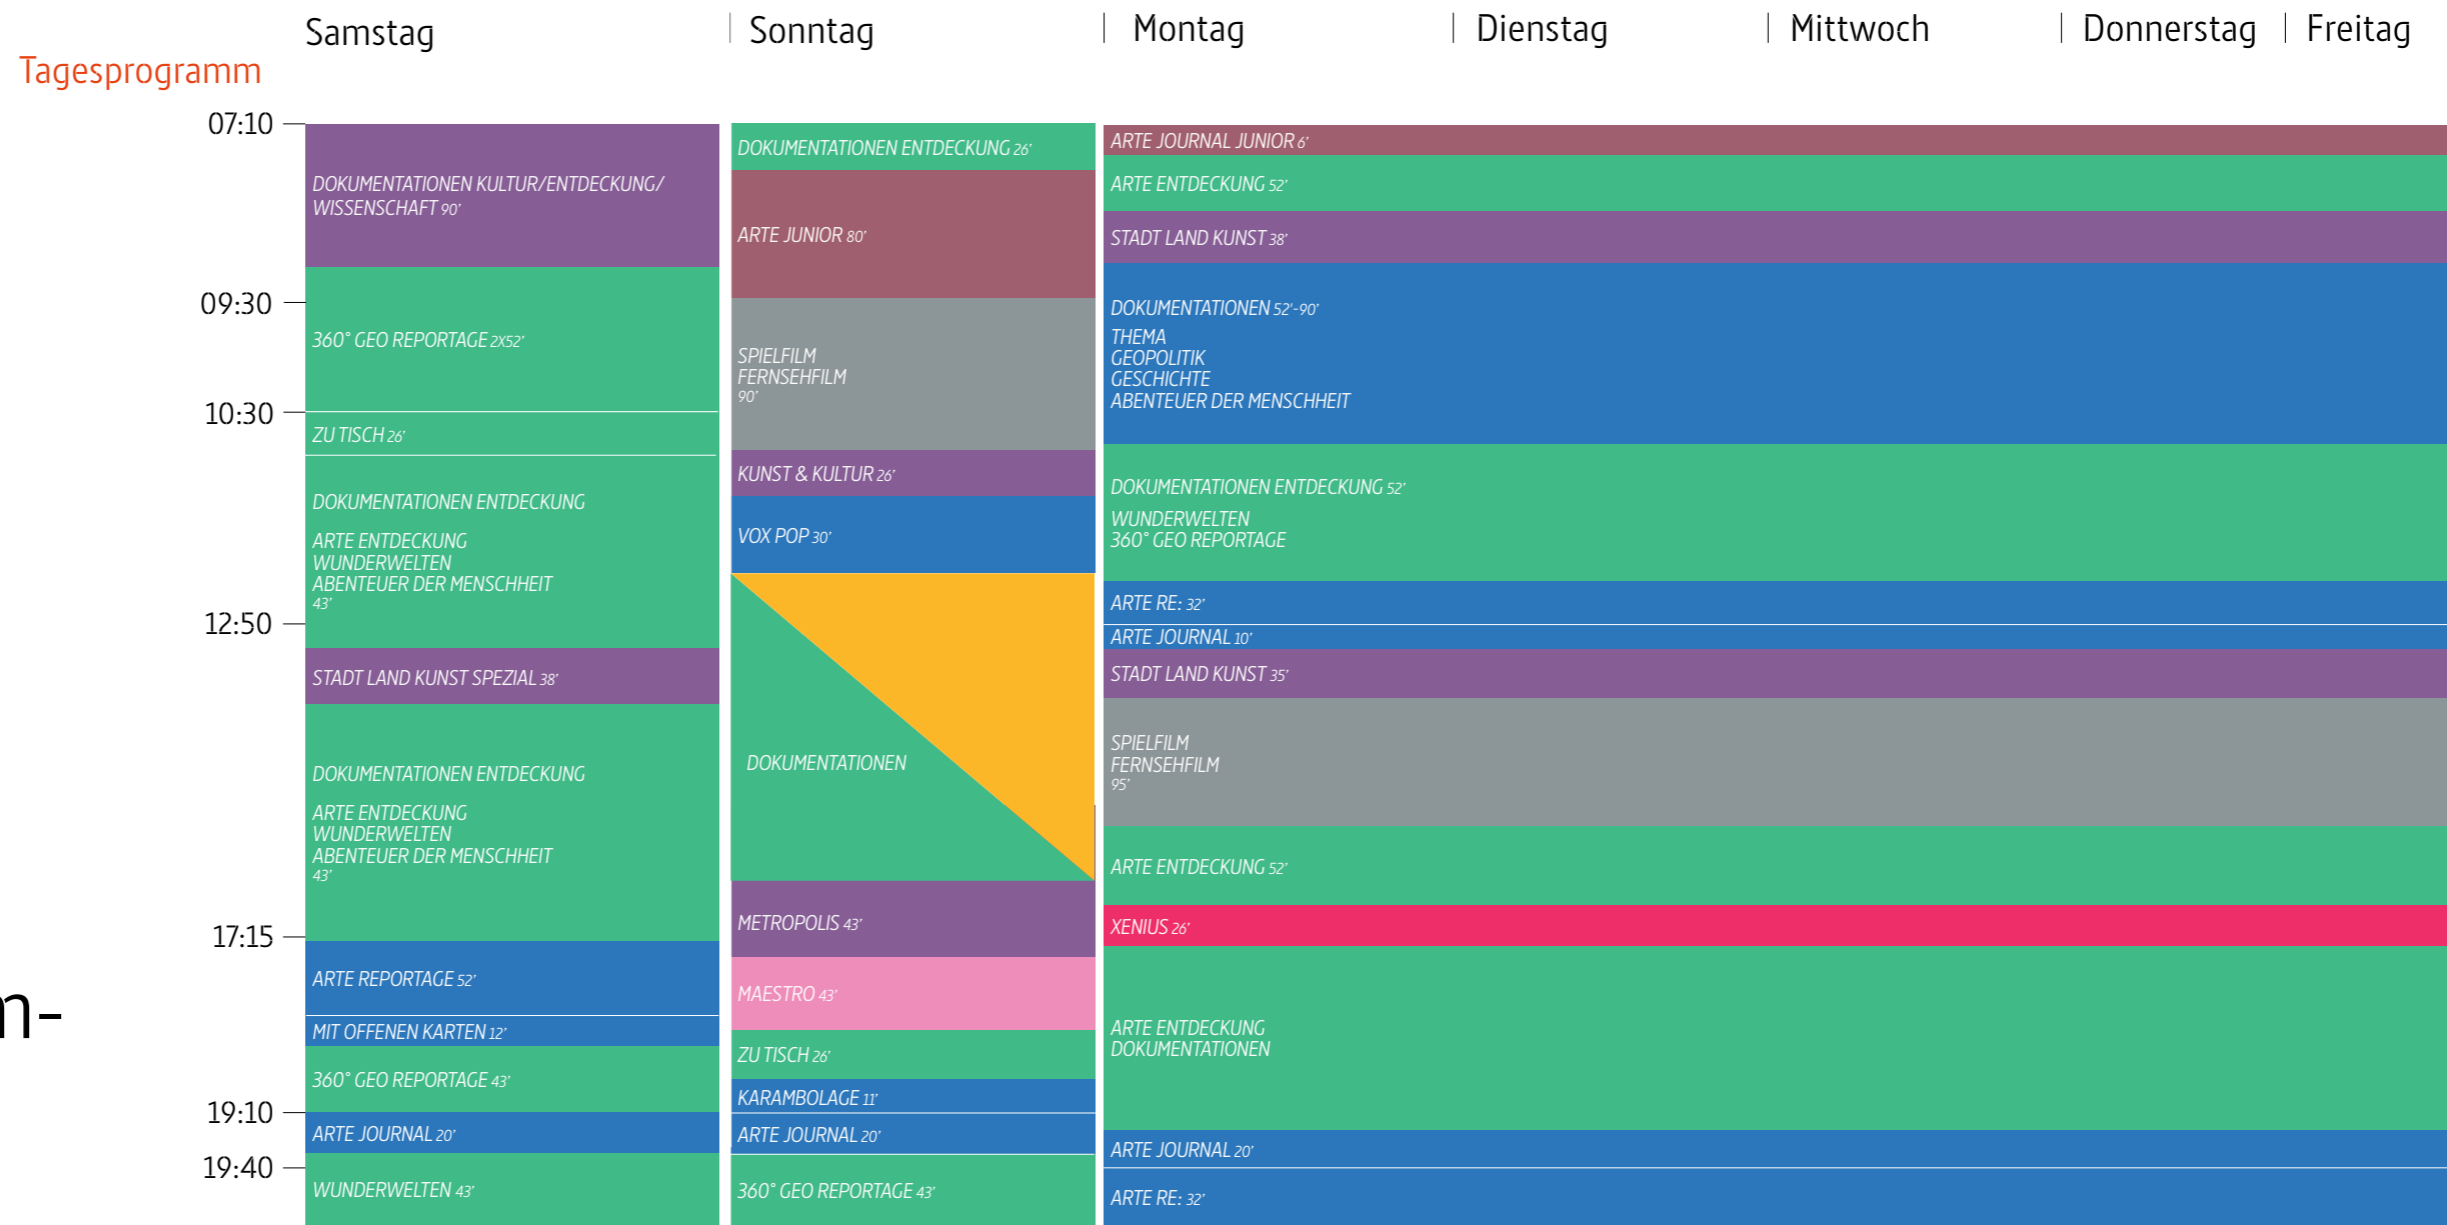 Samstag
Sonntag
Montag
Dienstag
Mittwoch
Donnerstag
Freitag
Tagesprogramm
07:10
09:30
10:30
12:50
17:15
19:10
19:40
m-
DOKUMENTATIONEN KULTUR/ENTDECKUNG/
WISSENSCHAFT 90'
360° GEO REPORTAGE 2X52'
ZU TISCH 26'
DOKUMENTATIONEN ENTDECKUNG
ARTE ENTDECKUNG
WUNDERWELTEN
ABENTEUER DER MENSCHHEIT
43'
STADT LAND KUNST SPEZIAL 38'
DOKUMENTATIONEN ENTDECKUNG
ARTE ENTDECKUNG
WUNDERWELTEN
ABENTEUER DER MENSCHHEIT
43'
ARTE REPORTAGE 52'
MIT OFFENEN KARTEN 12'
360° GEO REPORTAGE 43'
ARTE JOURNAL 20'
WUNDERWELTEN 43'
DOKUMENTATIONEN ENTDECKUNG 26'
ARTE JUNIOR 80'
SPIELFILM
FERNSEHFILM
90'
KUNST & KULTUR 26'
VOX POP 30'
DOKUMENTATIONEN
METROPOLIS 43'
MAESTRO 43'
ZU TISCH 26'
KARAMBOLAGE 11'
ARTE JOURNAL 20'
360° GEO REPORTAGE 43'
ARTE JOURNAL JUNIOR 6'
ARTE ENTDECKUNG 52'
STADT LAND KUNST 38'
DOKUMENTATIONEN 52'-90'
THEMA
GEOPOLITIK
GESCHICHTE
ABENTEUER DER MENSCHHEIT
DOKUMENTATIONEN ENTDECKUNG 52'
WUNDERWELTEN
360° GEO REPORTAGE
ARTE RE: 32'
ARTE JOURNAL 10'
STADT LAND KUNST 35'
SPIELFILM
FERNSEHFILM
95'
ARTE ENTDECKUNG 52'
XENIUS 26'
ARTE ENTDECKUNG
DOKUMENTATIONEN
ARTE JOURNAL 20'
ARTE RE: 32'